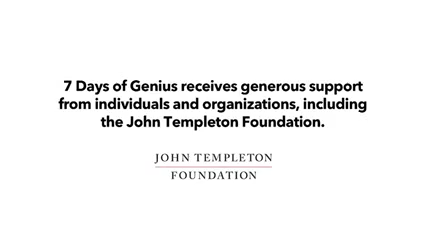 7 Days of Genius receives generous support
from individuals and organizations, including
the John Templeton Foundation.
JOHN TEMPLETON
FOUNDATION